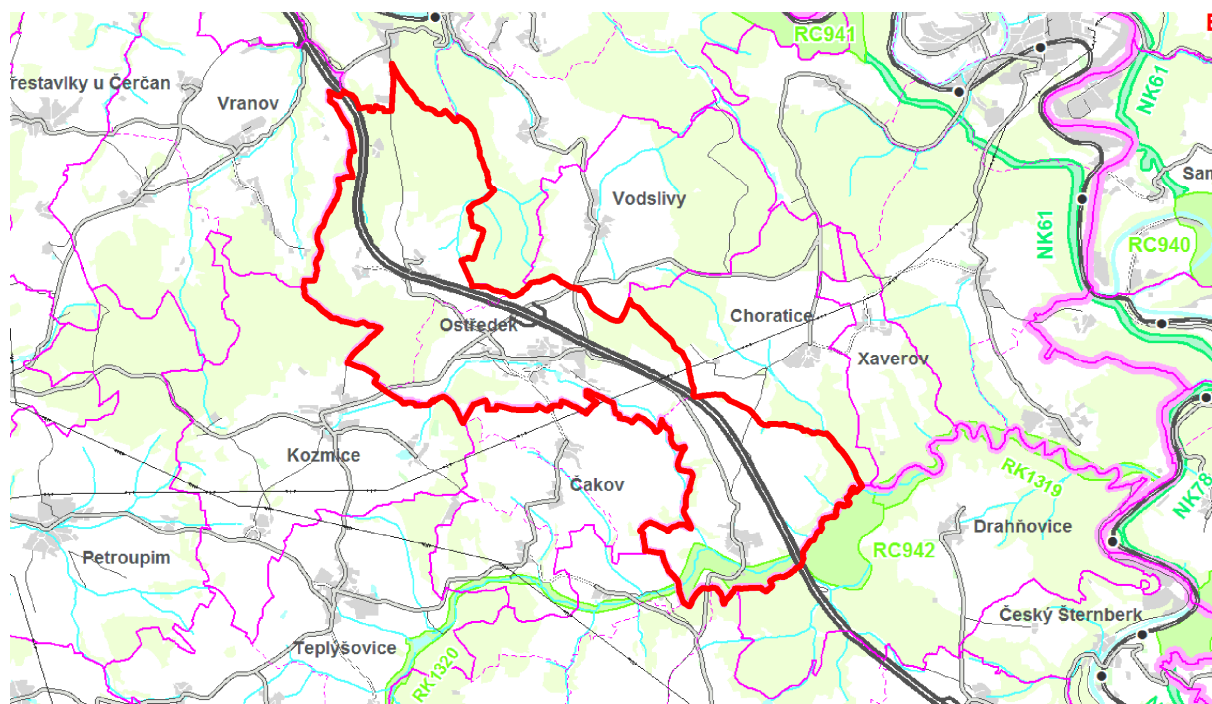 E
RC941
řestavlky u Čerčan
Vranov
NK61
Vodslivy
San
NK61
RC940
Ostředek
Choratice
Xaverov
Kozmice
Čakov
RK1319
NK78
Drahňovice
RC942
Petroupim
Český Šternberk
Teplýšovice
RK1320